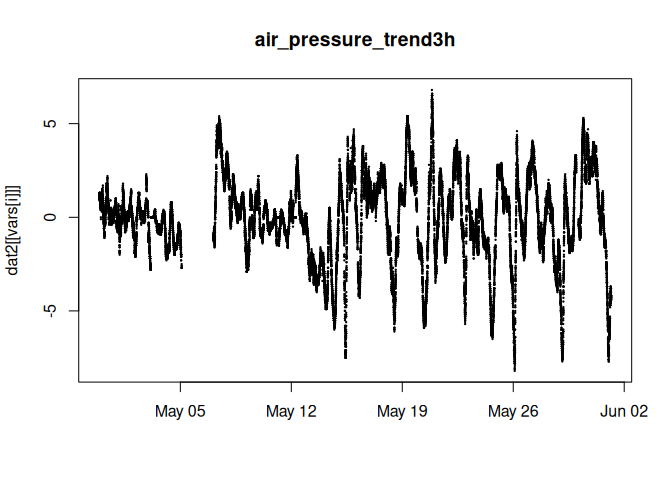 air_pressure_trend3h
dat2[[vars[i]]]
5
0
-5
May 05
May 12
May 19
May 26
Jun 02